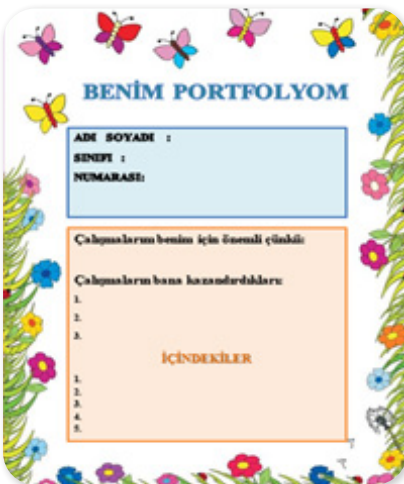 BENİM PORTFOLYOM
ADI SOYADI :
SINIFI :
NUMARASI:
Çalışmalarım benim için önemli çünkü:
Çalışmaların bana kazandırdıkları:
1.
2.
3.
İÇİNDEKİLER
1.
2.
3.
4.
5.